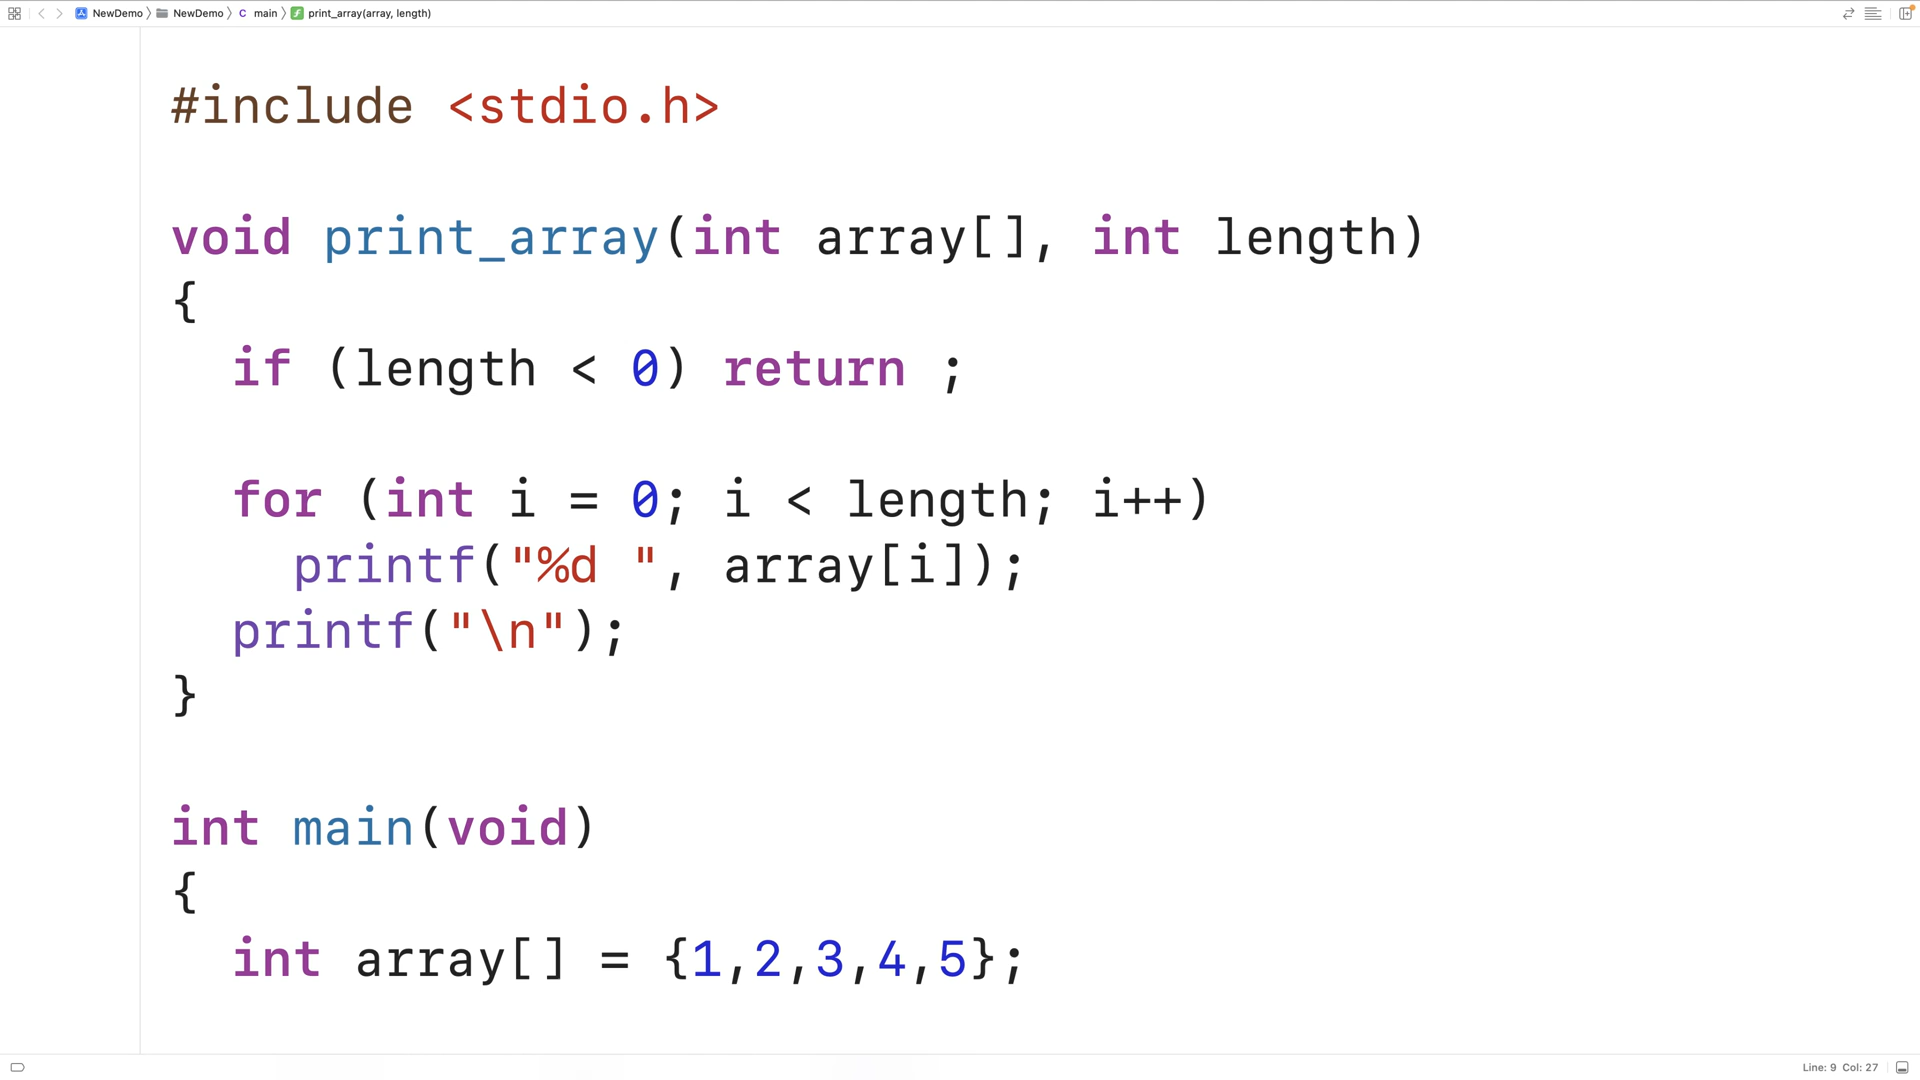 NewDemo NewDemo C main f print_array(array, length)
#include <stdio.h>
void print_array(int array[], int length)
{
if (length < 0) return ;
for (int i = 0; i < length; i++)
printf("%d ", array[i]);
printf("\n");
}
int main(void)
{
int array[] = {1,2,3,4,5};
Line: 9 Col: 27